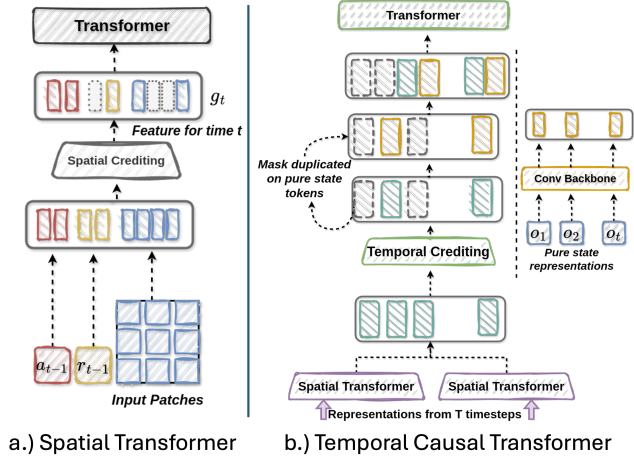 Transformer
g_t
Feature for time t
Spatial Crediting
a_{t-1}
r_{t-1}
Input Patches
a.) Spatial Transformer
Transformer
Mask duplicated
on pure state
tokens
Temporal Crediting
Conv Backbone
o_1
o_2
o_t
Pure state
representations
Spatial Transformer
Spatial Transformer
Representations from T timesteps
b.) Temporal Causal Transformer